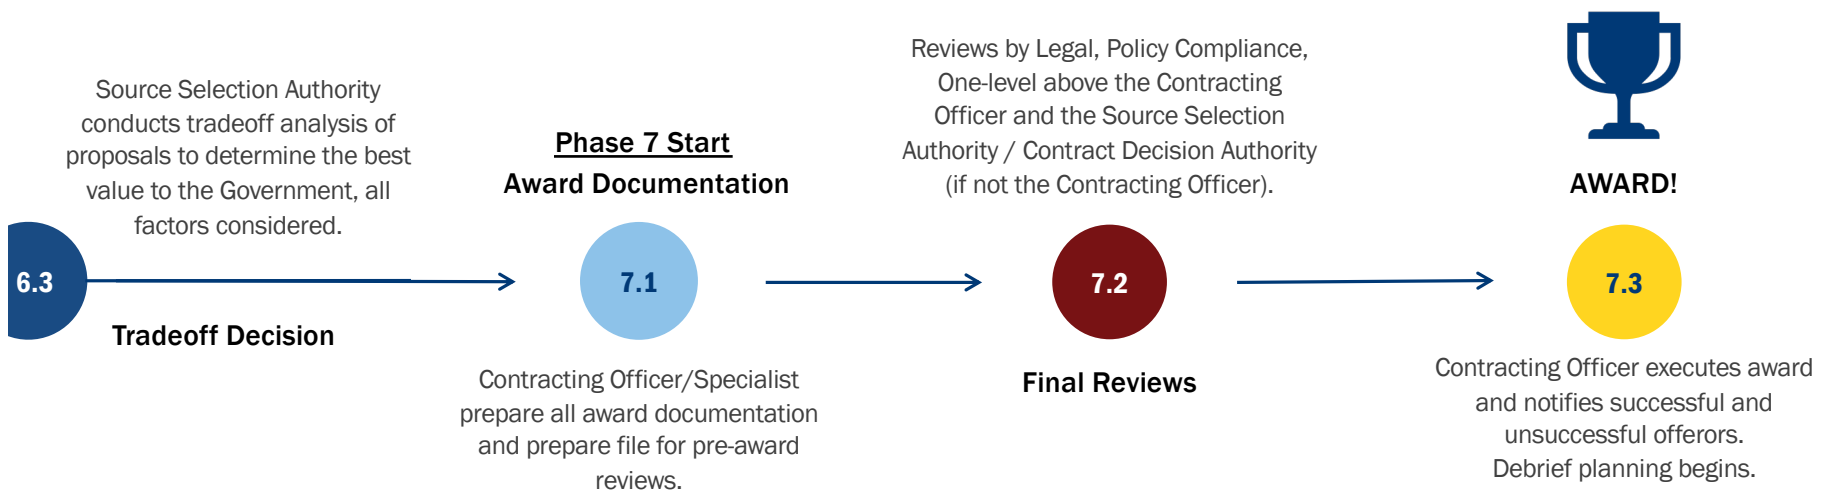 Source Selection Authority
conducts tradeoff analysis of
proposals to determine the best
value to the Government, all
factors considered.
6.3
Tradeoff Decision
Phase 7 Start
Award Documentation
7.1
Contracting Officer/Specialist
prepare all award documentation
and prepare file for pre-award
reviews.
Reviews by Legal, Policy Compliance,
One-level above the Contracting
Officer and the Source Selection
Authority / Contract Decision Authority
(if not the Contracting Officer).
7.2
Final Reviews
AWARD!
7.3
Contracting Officer executes award
and notifies successful and
unsuccessful offerors.
Debrief planning begins.